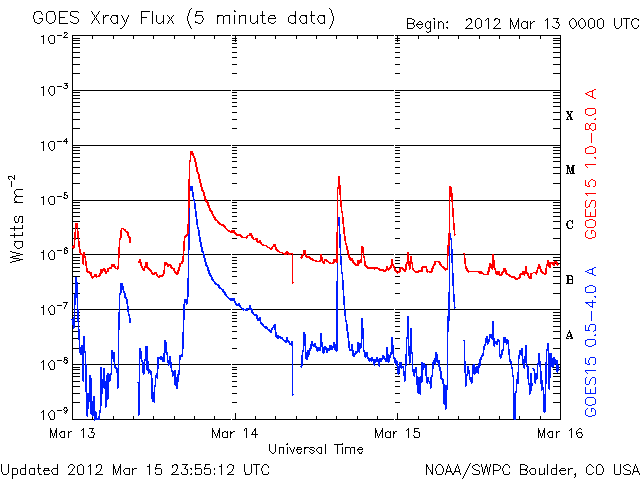 GOES Xray Flux (5 minute data)
Begin: 2012 Mar 13 0000 UTC
10-2
10-3
10-4
10-5
10-6
10-7
10-8
10-9
Watts m-2
X
M
C
B
A
GOES15 1.0-8.0 A
GOES15 0.5-4.0 A
Mar 13
Mar 14
Mar 15
Mar 16
Universal Time
Updated 2012 Mar 15 23:55:12 UTC
NOAA/SWPC Boulder, CO USA